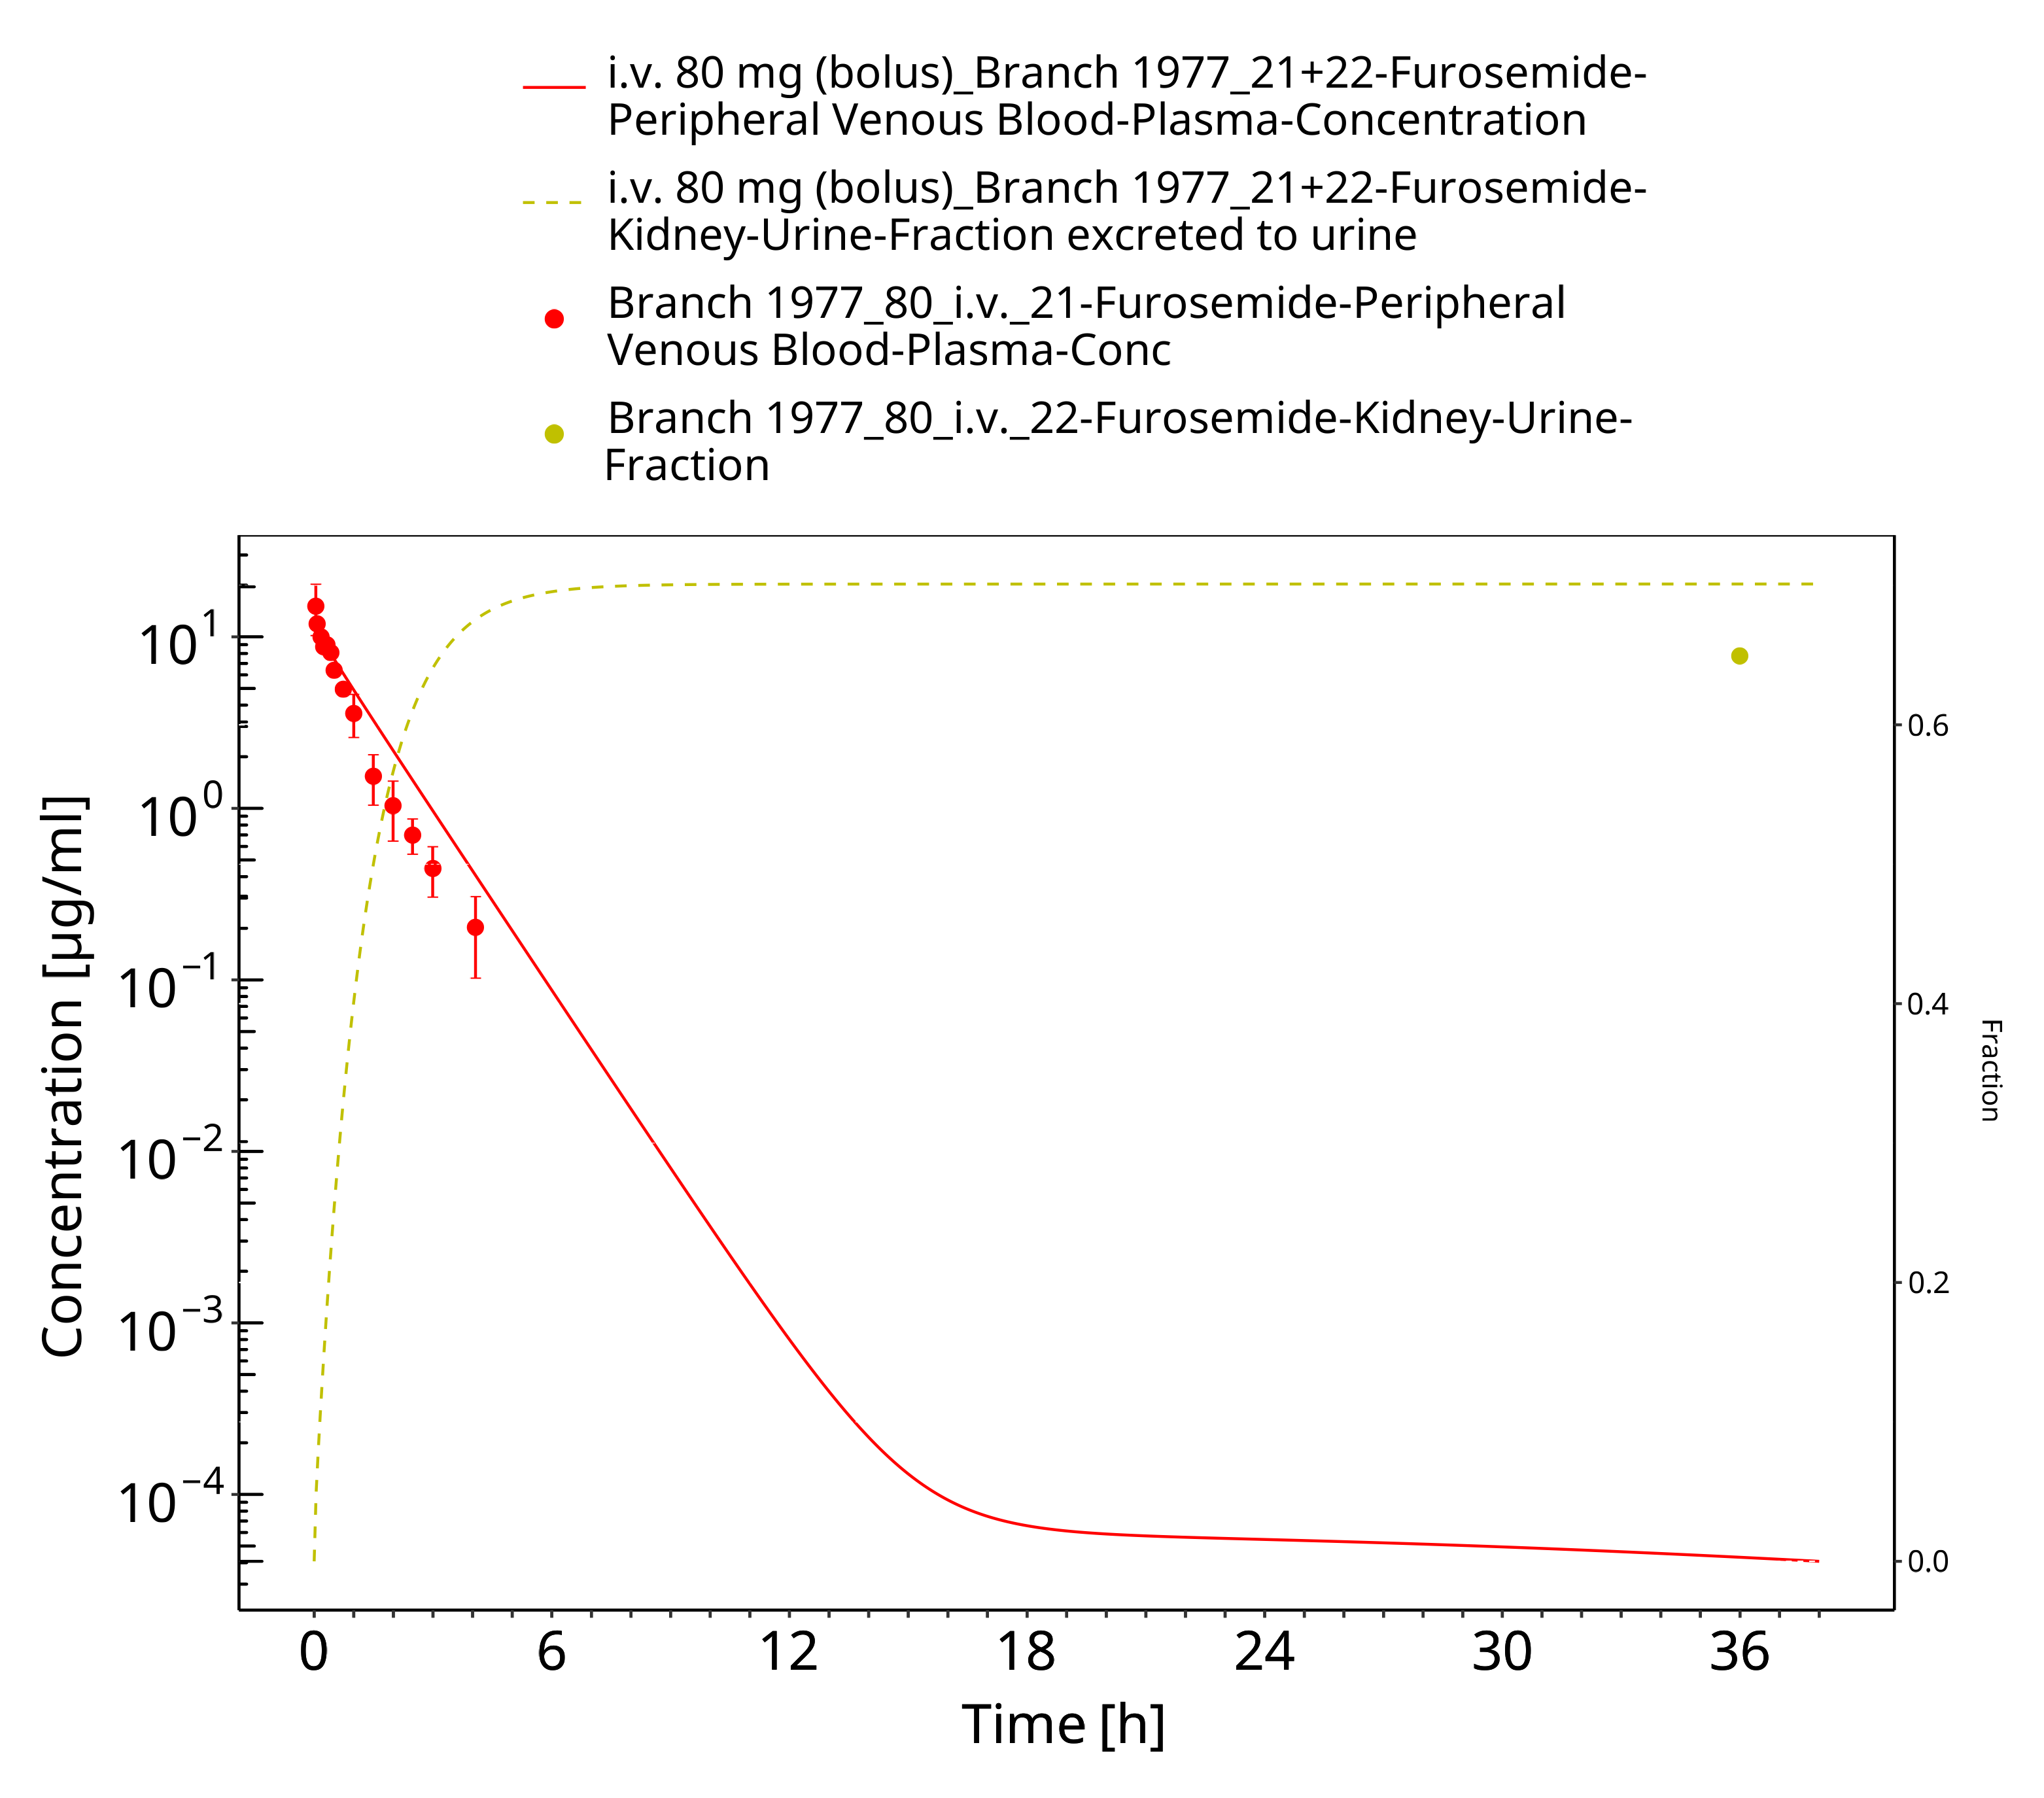 i.v. 80 mg (bolus)_Branch 1977_21+22-Furosemide-
Peripheral Venous Blood-Plasma-Concentration
i.v. 80 mg (bolus)_Branch 1977_21+22-Furosemide-
Kidney-Urine-Fraction excreted to urine
Branch 1977_80_i.v._21-Furosemide-Peripheral
Venous Blood-Plasma-Conc
Branch 1977_80_i.v._22-Furosemide-Kidney-Urine-
Fraction
10¹
10⁰
10⁻¹
10⁻²
10⁻³
10⁻⁴
Concentration [µg/ml]
0.6
0.4
0.2
0.0
Fraction
0 6 12 18 24 30 36
Time [h]